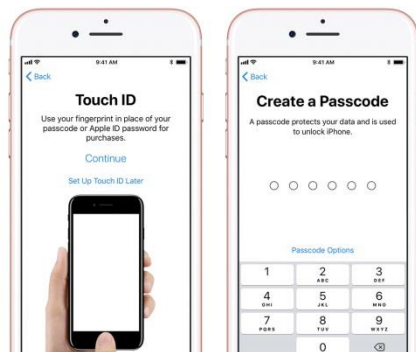 9:41 AM
Back
Touch ID
Use your fingerprint in place of your
passcode or Apple ID password for
purchases.
Continue
Set Up Touch ID Later
9:41 AM
Back
Create a Passcode
A passcode protects your data and is used
to unlock iPhone.
Passcode Options
1
2
ABC
3
DEF
4
GHI
5
JKL
6
MNO
7
PQRS
8
TUV
9
WXYZ
0